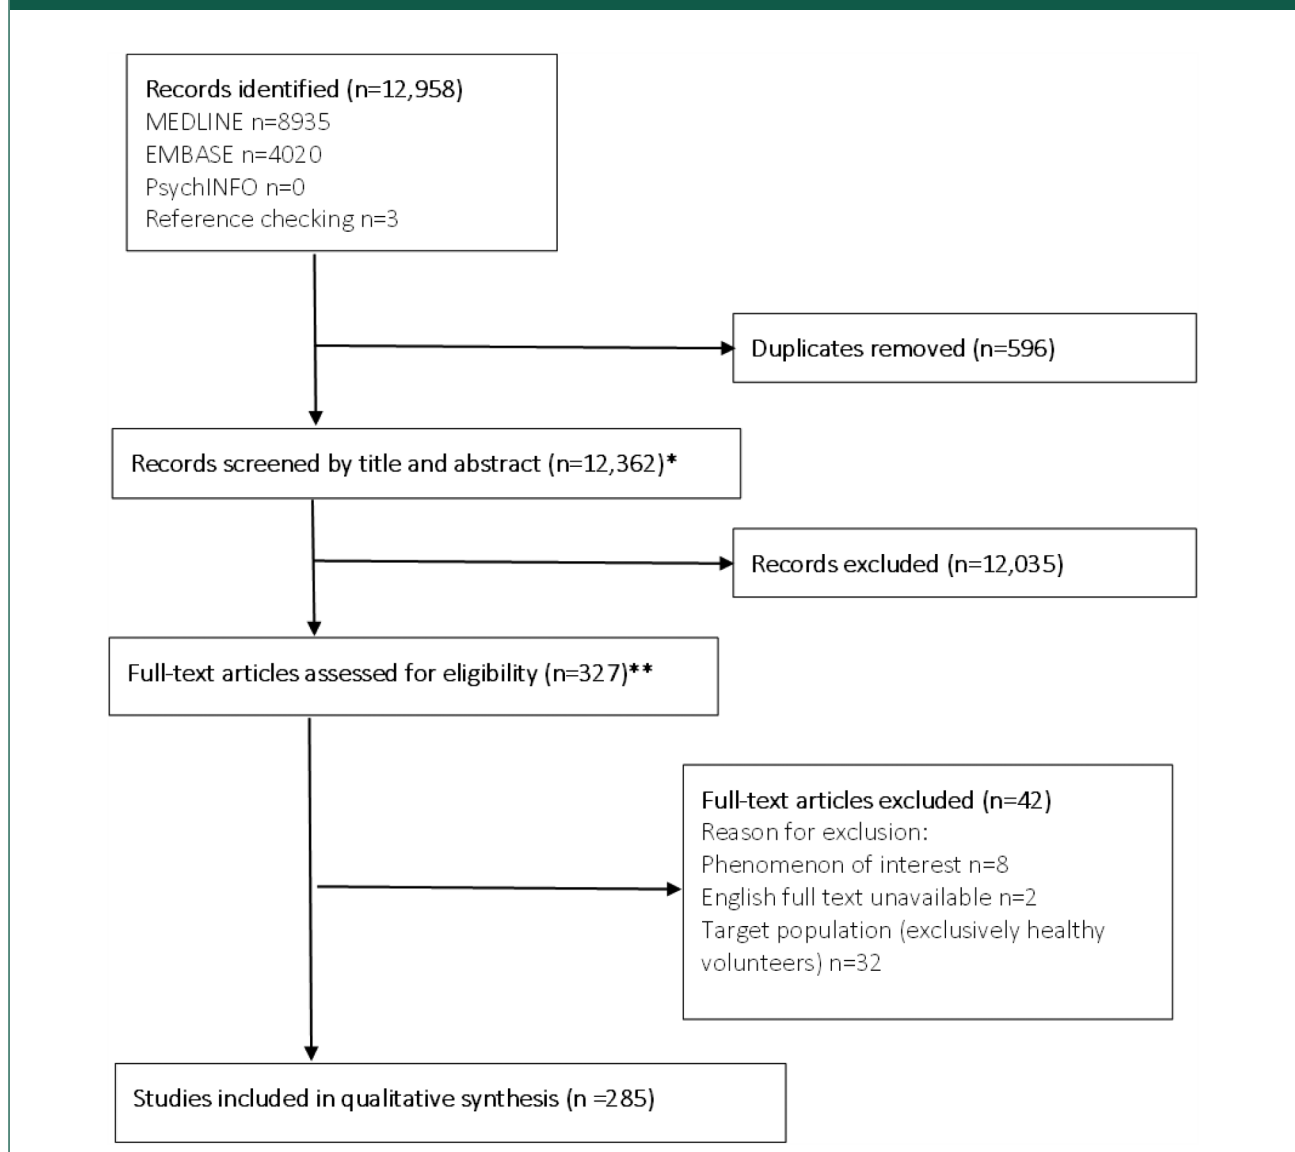 Records identified (n=12,958)
MEDLINE n=8935
EMBASE n=4020
PsychINFO n=0
Reference checking n=3
Duplicates removed (n=596)
Records screened by title and abstract (n=12,362)*
Records excluded (n=12,035)
Full-text articles assessed for eligibility (n=327)**
Full-text articles excluded (n=42)
Reason for exclusion:
Phenomenon of interest n=8
English full text unavailable n=2
Target population (exclusively healthy
volunteers) n=32
Studies included in qualitative synthesis (n =285)